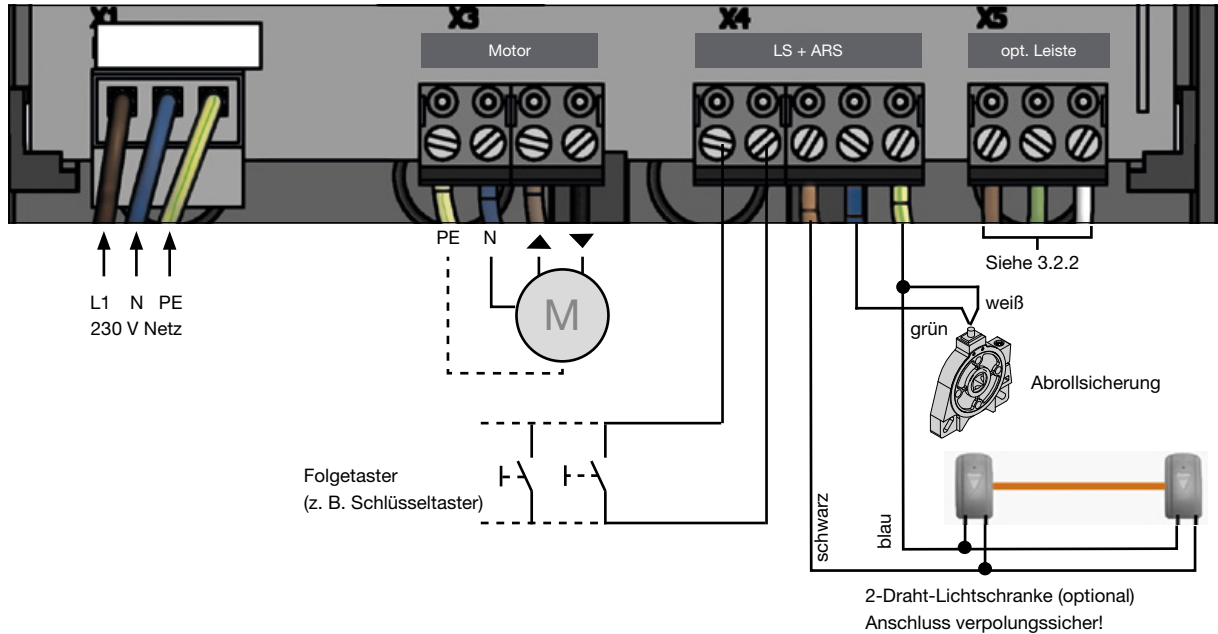 X1
X3
X4
X5
Motor
LS + ARS
opt. Leiste
PE
N
L1 N PE
230 V Netz
M
Siehe 3.2.2
weiß
grün
Abrollsicherung
Folgetaster
(z. B. Schlüsseltaster)
schwarz
blau
2-Draht-Lichtschranke (optional)
Anschluss verpolungssicher!